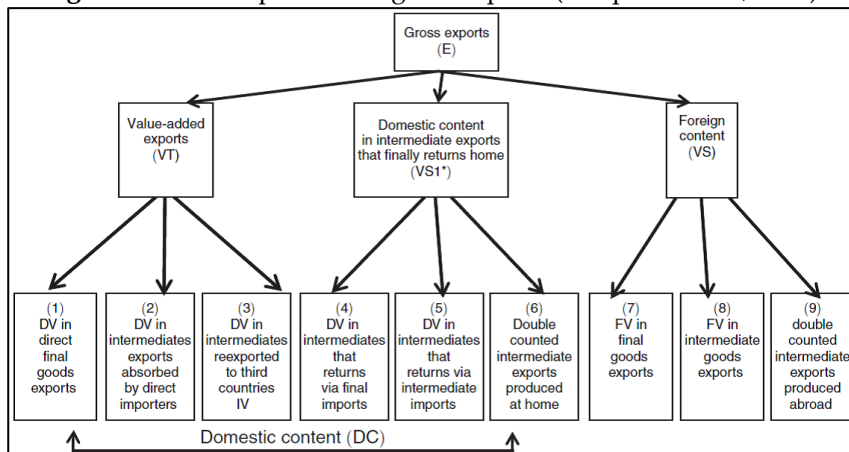 Gross exports
(E)
Value-added
exports
(VT)
Domestic content
in intermediate exports
that finally returns home
(VS1*)
Foreign
content
(VS)
(1)
DV in
direct
final
goods
exports
(2)
DV in
intermediates
exports
absorbed
by direct
importers
(3)
DV in
intermediates
reexported
to third
countries
IV
(4)
DV in
intermediates
that
returns
via final
imports
(5)
DV in
intermediates
that
returns via
intermediate
imports
(6)
Double
counted
intermediate
exports
produced
at home
(7)
FV in
final
goods
exports
(8)
FV in
intermediate
goods
exports
(9)
double
counted
intermediate
exports
produced
abroad
Domestic content (DC)